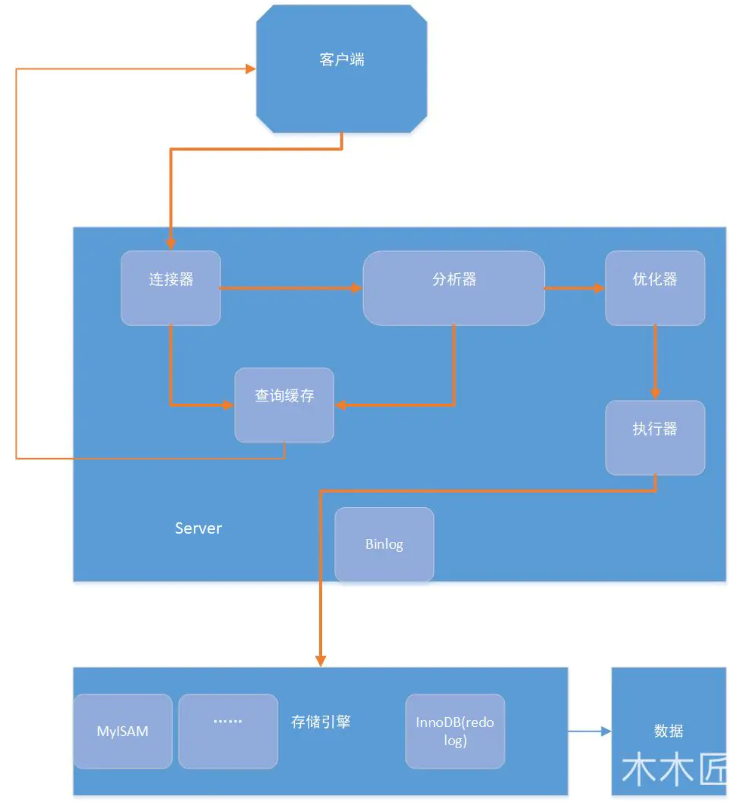 客户端
连接器
分析器
优化器
查询缓存
执行器
Server
Binlog
MyISAM
……
存储引擎
InnoDB(redo
log)
数据
木木匠